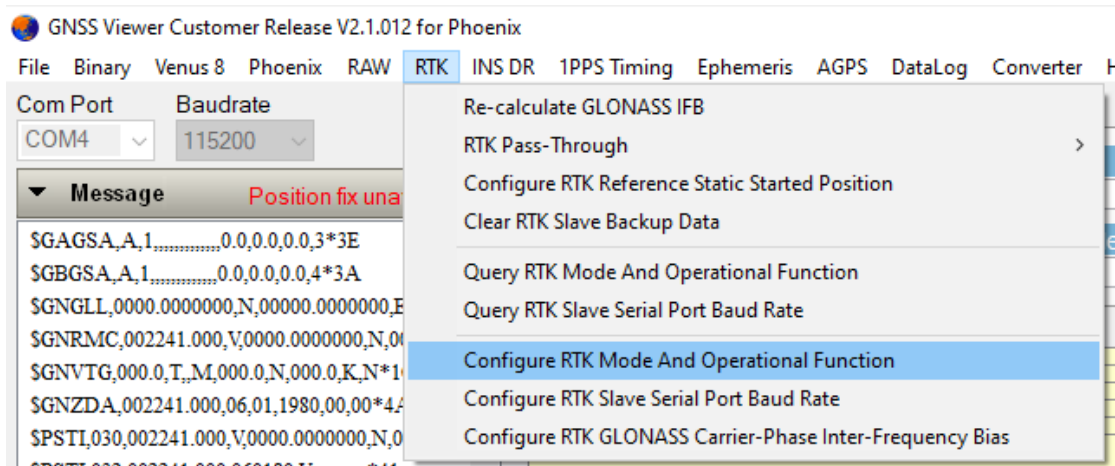 GNSS Viewer Customer Release V2.1.012 for Phoenix
File Binary Venus 8 Phoenix RAW RTK INS DR 1PPS Timing Ephemeris AGPS DataLog Converter
Com Port Baudrate
COM4 115200
Message Position fix una
Re-calculate GLONASS IFB
RTK Pass-Through
Configure RTK Reference Static Started Position
Clear RTK Slave Backup Data
Query RTK Mode And Operational Function
Query RTK Slave Serial Port Baud Rate
Configure RTK Mode And Operational Function
Configure RTK Slave Serial Port Baud Rate
Configure RTK GLONASS Carrier-Phase Inter-Frequency Bias
$GAGSA,A,1,,,,,,,,,,,,,0.0,0.0,0.0,3*3E
$GBGSA,A,1,,,,,,,,,,,,,0.0,0.0,0.0,4*3A
$GNGLL,0000.0000000,N,00000.0000000,E
$GNRMC,002241.000,V,0000.0000000,N,00
$GNVTG,000.0,T,,M,000.0,N,000.0,K,N*1
$GNZDA,002241.000,06,01,1980,00,00*4A
$PSTI,030,002241.000,V,0000.0000000,N,0